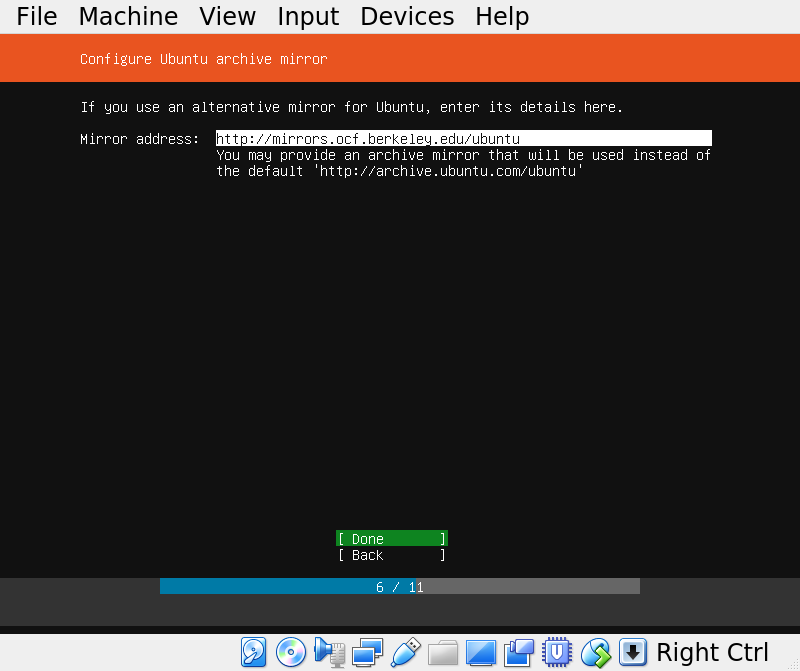 File Machine View Input Devices Help
Configure Ubuntu archive mirror
If you use an alternative mirror for Ubuntu, enter its details here.
Mirror address: http://mirrors.ocf.berkeley.edu/ubuntu
You may provide an archive mirror that will be used instead of
the default 'http://archive.ubuntu.com/ubuntu'
[ Done ]
[ Back ]
6 / 11
Right Ctrl